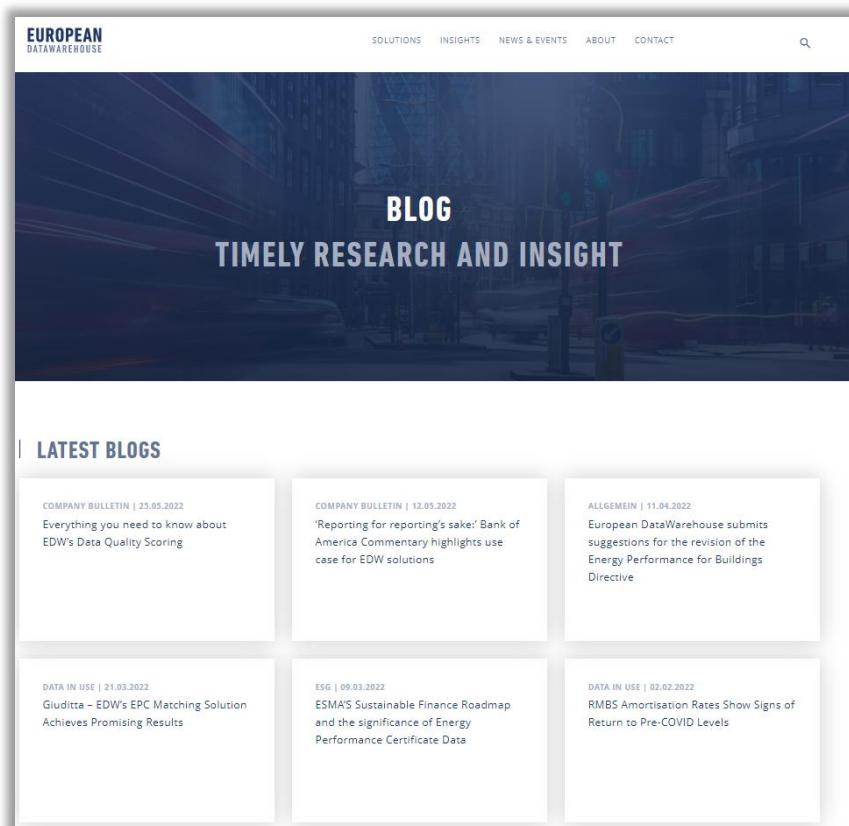 EUROPEAN
DATAWAREHOUSE
SOLUTIONS INSIGHTS NEWS & EVENTS ABOUT CONTACT
BLOG
TIMELY RESEARCH AND INSIGHT
LATEST BLOGS
COMPANY BULLETIN | 25.05.2022
Everything you need to know about
EDW's Data Quality Scoring
COMPANY BULLETIN | 12.05.2022
'Reporting for reporting's sake:' Bank of
America Commentary highlights use
case for EDW solutions
ALLGEMEIN | 11.04.2022
European DataWarehouse submits
suggestions for the revision of the
Energy Performance for Buildings
Directive
DATA IN USE | 21.03.2022
Giuditta – EDW's EPC Matching Solution
Achieves Promising Results
ESG | 09.03.2022
ESMA'S Sustainable Finance Roadmap
and the significance of Energy
Performance Certificate Data
DATA IN USE | 02.02.2022
RMBS Amortisation Rates Show Signs of
Return to Pre-COVID Levels